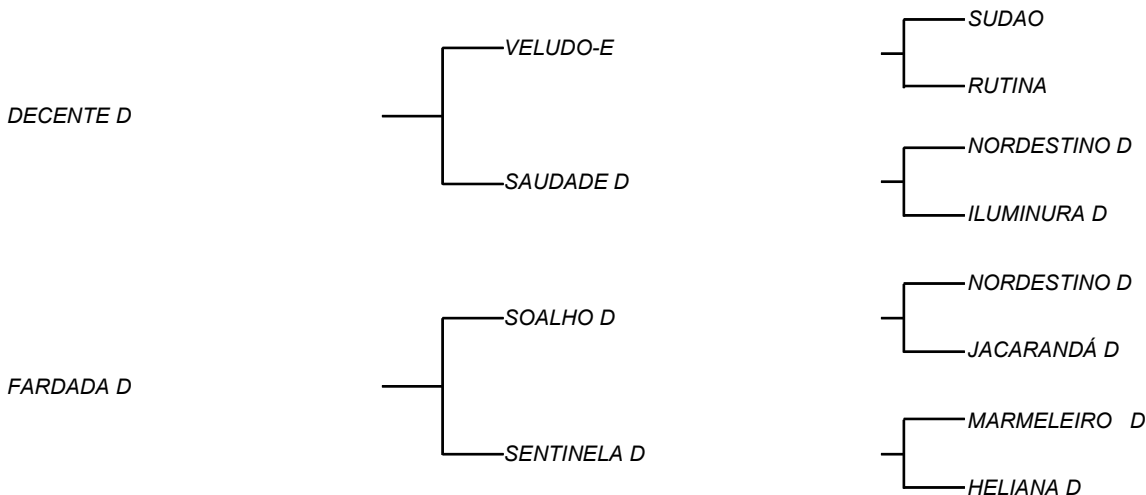 SUDAO
VELUDO-E
RUTINA
DECENTE D
NORDESTINO D
SAUDADE D
ILUMINURA D
NORDESTINO D
SOALHO D
JACARANDÁ D
FARDADA D
MARMELEIRO D
SENTINELA D
HELIANA D